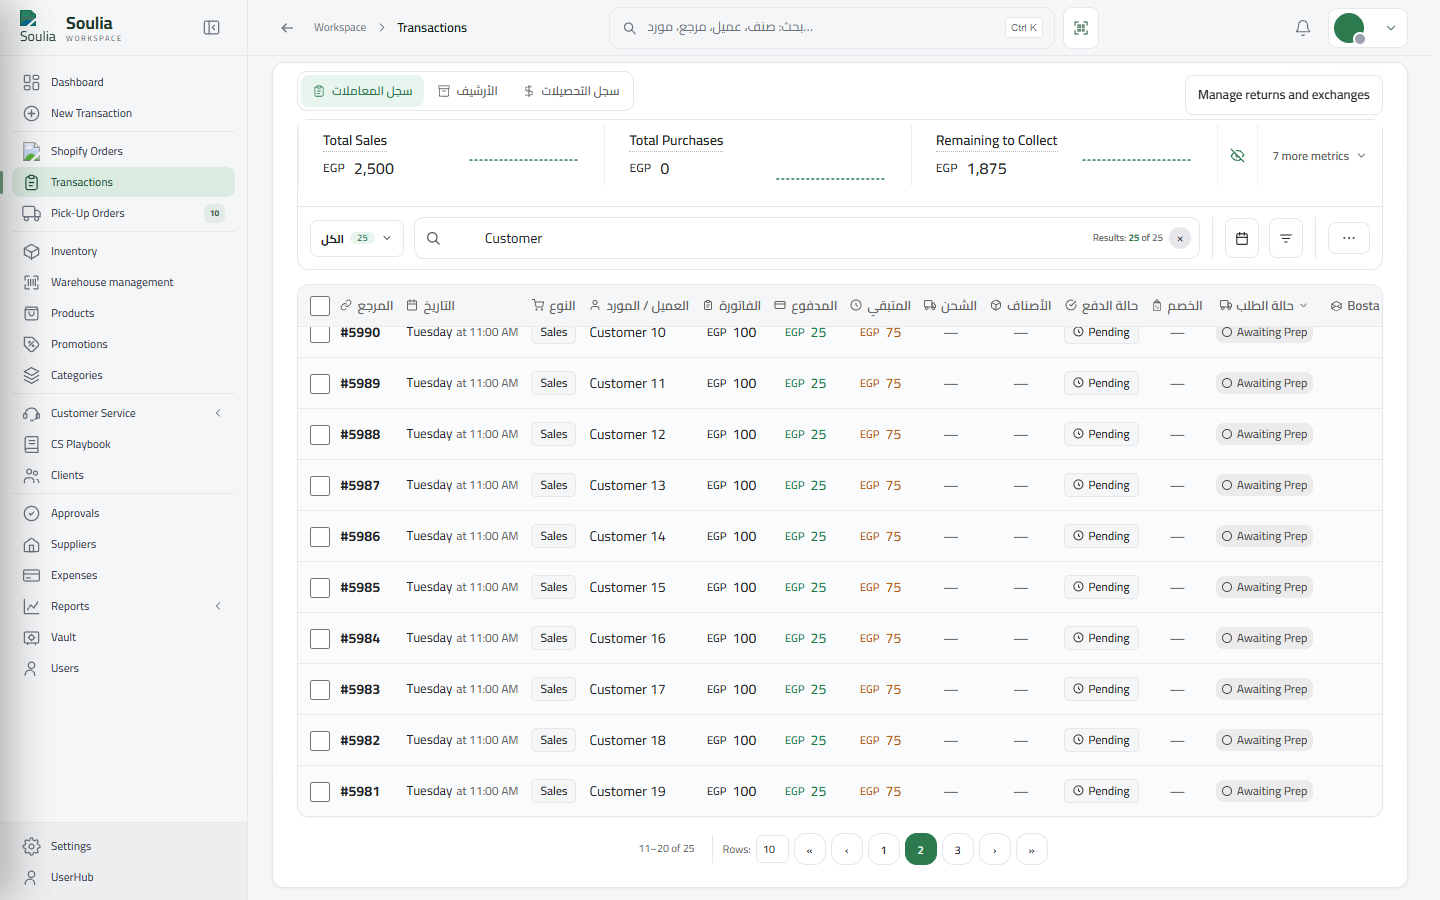 Soulia
Soulia
WORKSPACE
Dashboard
New Transaction
Shopify Orders
Transactions
Pick-Up Orders 10
Inventory
Warehouse management
Products
Promotions
Categories
Customer Service
CS Playbook
Clients
Approvals
Suppliers
Expenses
Reports
Vault
Users
Settings
UserHub
Workspace > Transactions
بحث: صنف، عميل، مرجع، مورد...
Ctrl K
سجل المعاملات
الأرشيف
سجل التحصيلات
Manage returns and exchanges
Total Sales
EGP 2,500
Total Purchases
EGP 0
Remaining to Collect
EGP 1,875
7 more metrics
الكل 25
Customer
Results: 25 of 25 ×
المرجع التاريخ النوع العميل / المورد الفاتورة المدفوع المتبقي الشحن الأصناف حالة الدفع الخصم حالة الطلب Bosta
#5990 Tuesday at 11:00 AM Sales Customer 10 EGP 100 EGP 25 EGP 75 — — Pending — Awaiting Prep
#5989 Tuesday at 11:00 AM Sales Customer 11 EGP 100 EGP 25 EGP 75 — — Pending — Awaiting Prep
#5988 Tuesday at 11:00 AM Sales Customer 12 EGP 100 EGP 25 EGP 75 — — Pending — Awaiting Prep
#5987 Tuesday at 11:00 AM Sales Customer 13 EGP 100 EGP 25 EGP 75 — — Pending — Awaiting Prep
#5986 Tuesday at 11:00 AM Sales Customer 14 EGP 100 EGP 25 EGP 75 — — Pending — Awaiting Prep
#5985 Tuesday at 11:00 AM Sales Customer 15 EGP 100 EGP 25 EGP 75 — — Pending — Awaiting Prep
#5984 Tuesday at 11:00 AM Sales Customer 16 EGP 100 EGP 25 EGP 75 — — Pending — Awaiting Prep
#5983 Tuesday at 11:00 AM Sales Customer 17 EGP 100 EGP 25 EGP 75 — — Pending — Awaiting Prep
#5982 Tuesday at 11:00 AM Sales Customer 18 EGP 100 EGP 25 EGP 75 — — Pending — Awaiting Prep
#5981 Tuesday at 11:00 AM Sales Customer 19 EGP 100 EGP 25 EGP 75 — — Pending — Awaiting Prep
11–20 of 25 Rows: 10 « ‹ 1 2 3 › »